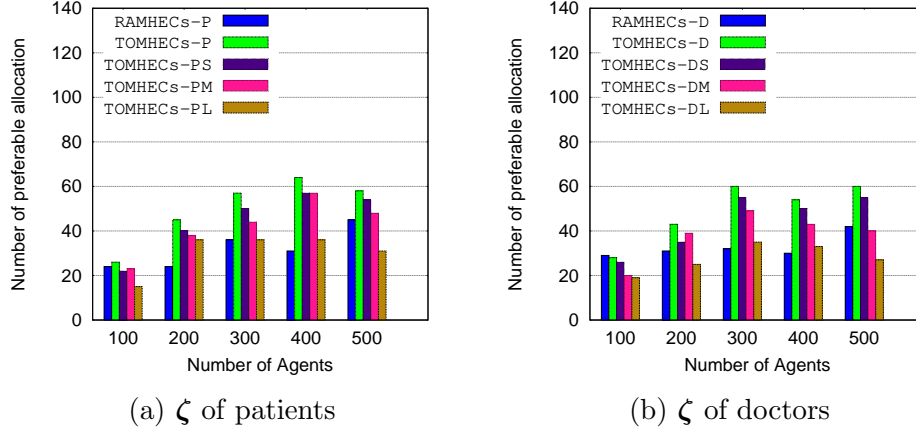 Number of preferable allocation
140
120
100
80
60
40
20
0
RAMHECs-P
TOMHECs-P
TOMHECs-PS
TOMHECs-PM
TOMHECs-PL
100 200 300 400 500
Number of Agents
(a) ζ of patients
Number of preferable allocation
140
120
100
80
60
40
20
0
RAMHECs-D
TOMHECs-D
TOMHECs-DS
TOMHECs-DM
TOMHECs-DL
100 200 300 400 500
Number of Agents
(b) ζ of doctors